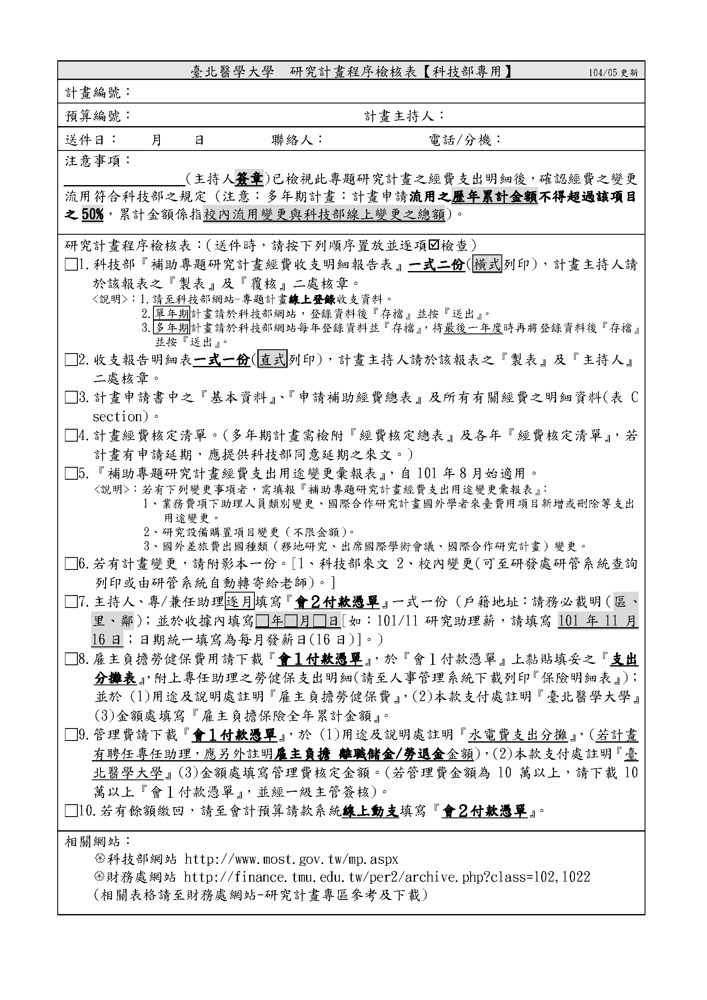 臺北醫學大學　研究計畫程序檢核表【科技部專用】 104/05 更新
計畫編號：
預算編號： 計畫主持人：
送件日： 月 日 聯絡人： 電話/分機：
注意事項：
(主持人簽章)已檢視此專題研究計畫之經費支出明細後，確認經費之變更
流用符合科技部之規定（注意：多年期計畫：計畫申請流用之歷年累計金額不得超過該項目
之 50%，累計金額係指校內流用變更與科技部線上變更之總額）。
研究計畫程序檢核表：(送件時，請按下列順序置放並逐項☑檢查)
□1. 科技部『補助專題研究計畫經費收支明細報告表』一式二份(橫式列印)，計畫主持人請
於該報表之『製表』及『覆核』二處核章。
<說明>：1. 請至科技部網站-專題計畫線上登錄收支資料。
2. 單年期計畫請於科技部網站，登錄資料後『存檔』並按『送出』。
3. 多年期計畫請於科技部網站每年登錄資料並『存檔』，待最後一年度時再將登錄資料後『存檔』
並按『送出』。
□2. 收支報告明細表一式一份(直式列印)，計畫主持人請於該報表之『製表』及『主持人』
二處核章。
□3. 計畫申請書中之『基本資料』、『申請補助經費總表』及所有有關經費之明細資料(表 C
section)。
□4. 計畫經費核定清單。(多年期計畫需檢附『經費核定總表』及各年『經費核定清單』，若
計畫有申請延期，應提供科技部同意延期之來文。)
□5. 『補助專題研究計畫經費支出用途變更彙報表』，自 101 年 8 月始適用。
<說明>：若有下列變更事項者，需填報『補助專題研究計畫經費支出用途變更彙報表』：
1、業務費項下助理人員類別變更、國際合作研究計畫國外學者來臺費用項目新增或刪除等支出
用途變更。
2、研究設備購置項目變更（不限金額）。
3、國外差旅費出國種類（移地研究、出席國際學術會議、國際合作研究計畫）變更。
□6. 若有計畫變更，請附影本一份。[1、科技部來文 2、校內變更(可至研發處研管系統查詢
列印或由研管系統自動轉寄給老師)。]
□7. 主持人、專/兼任助理逐月填寫『會２付款憑單』一式一份（戶籍地址：請務必載明（區、
里、鄰）；並於收據內填寫□年□月□日[如：101/11 研究助理薪，請填寫 101 年 11 月
16 日；日期統一填寫為每月發薪日(16 日)]。)
□8. 雇主負擔勞健保費用請下載『會１付款憑單』，於『會１付款憑單』上黏貼填妥之『支出
分攤表』，附上專任助理之勞健保支出明細(請至人事管理系統下載列印『保險明細表』)；
並於 (1)用途及說明處註明『雇主負擔勞健保費』，(2)本款支付處註明『臺北醫學大學』
(3)金額處填寫『雇主負擔保險全年累計金額』。
□9. 管理費請下載『會１付款憑單』，於 (1)用途及說明處註明『水電費支出分攤』，（若計畫
有聘任專任助理，應另外註明雇主負擔 離職儲金/勞退金金額），(2)本款支付處註明『臺
北醫學大學』(3)金額處填寫管理費核定金額。(若管理費金額為 10 萬以上，請下載 10
萬以上『會１付款憑單』，並經一級主管簽核)。
□10. 若有餘額繳回，請至會計預算請款系統線上動支填寫『會２付款憑單』。
相關網站：
科技部網站 http://www.most.gov.tw/mp.aspx
財務處網站 http://finance.tmu.edu.tw/per2/archive.php?class=102,1022
(相關表格請至財務處網站-研究計畫專區參考及下載)